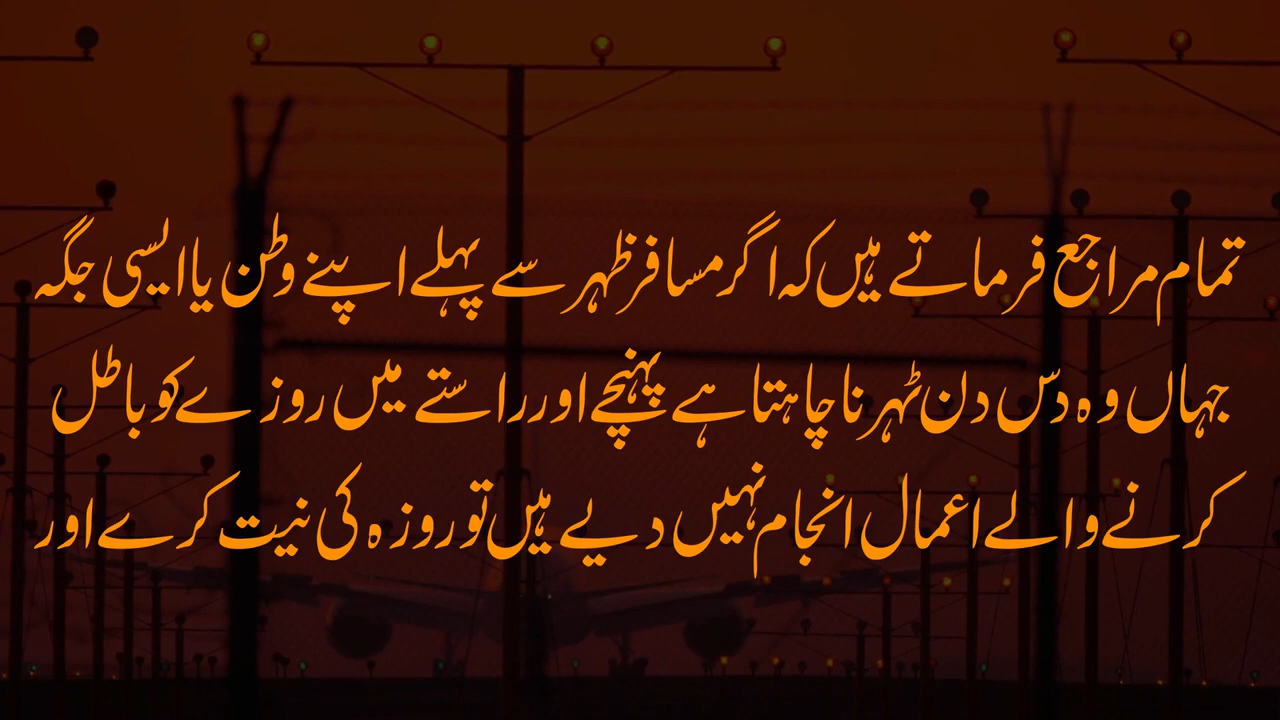 تمام مراجع فرماتے ہیں کہ اگر مسافر ظہر سے پہلے اپنے وطن یا ایسی جگہ
جہاں وہ دس دن ٹہرنا چاہتا ہے پہنچے اور راستے میں روزے کو باطل
کرنے والے اعمال انجام نہیں دیے ہیں تو روزہ کی نیت کرے اور